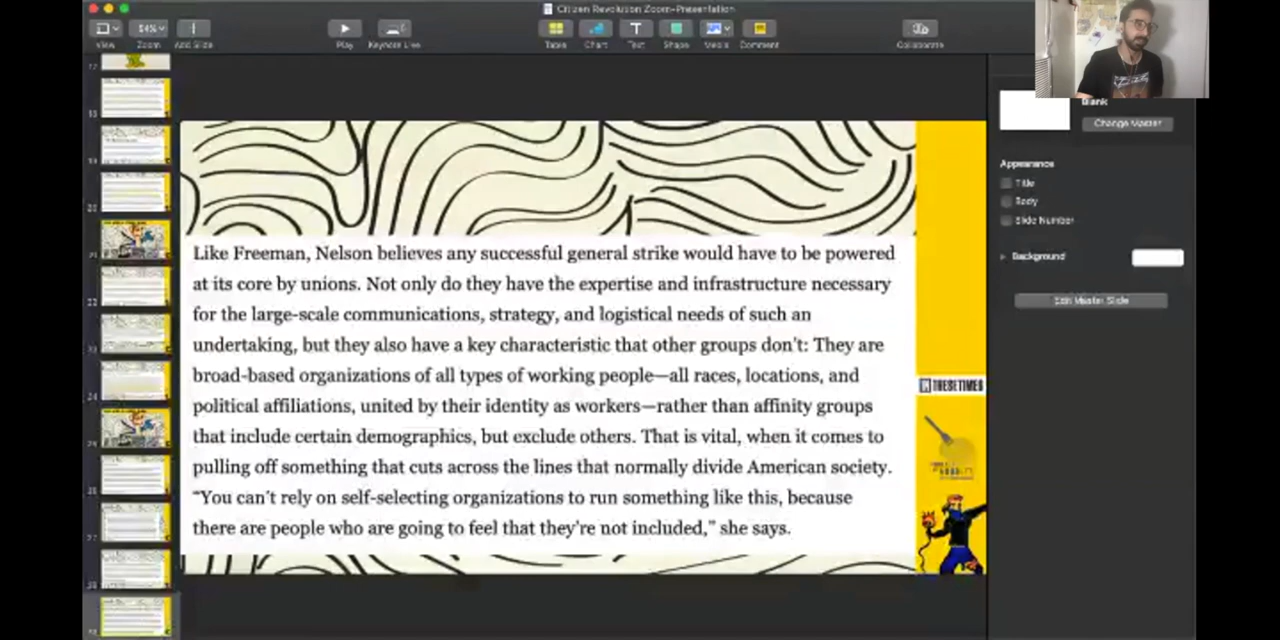 Citizen Revolution Zoom-Presentation
54%
View
Zoom
Add Slide
Play
Keynote Live
Table
Chart
Text
Shape
Media
Comment
Collaborate
Blank
Change Master
Appearance
Title
Body
Slide Number
Background
Edit Master Slide
Like Freeman, Nelson believes any successful general strike would have to be powered
at its core by unions. Not only do they have the expertise and infrastructure necessary
for the large-scale communications, strategy, and logistical needs of such an
undertaking, but they also have a key characteristic that other groups don't: They are
broad-based organizations of all types of working people—all races, locations, and
political affiliations, united by their identity as workers—rather than affinity groups
that include certain demographics, but exclude others. That is vital, when it comes to
pulling off something that cuts across the lines that normally divide American society.
“You can't rely on self-selecting organizations to run something like this, because
there are people who are going to feel that they're not included,” she says.
THESE TIMES